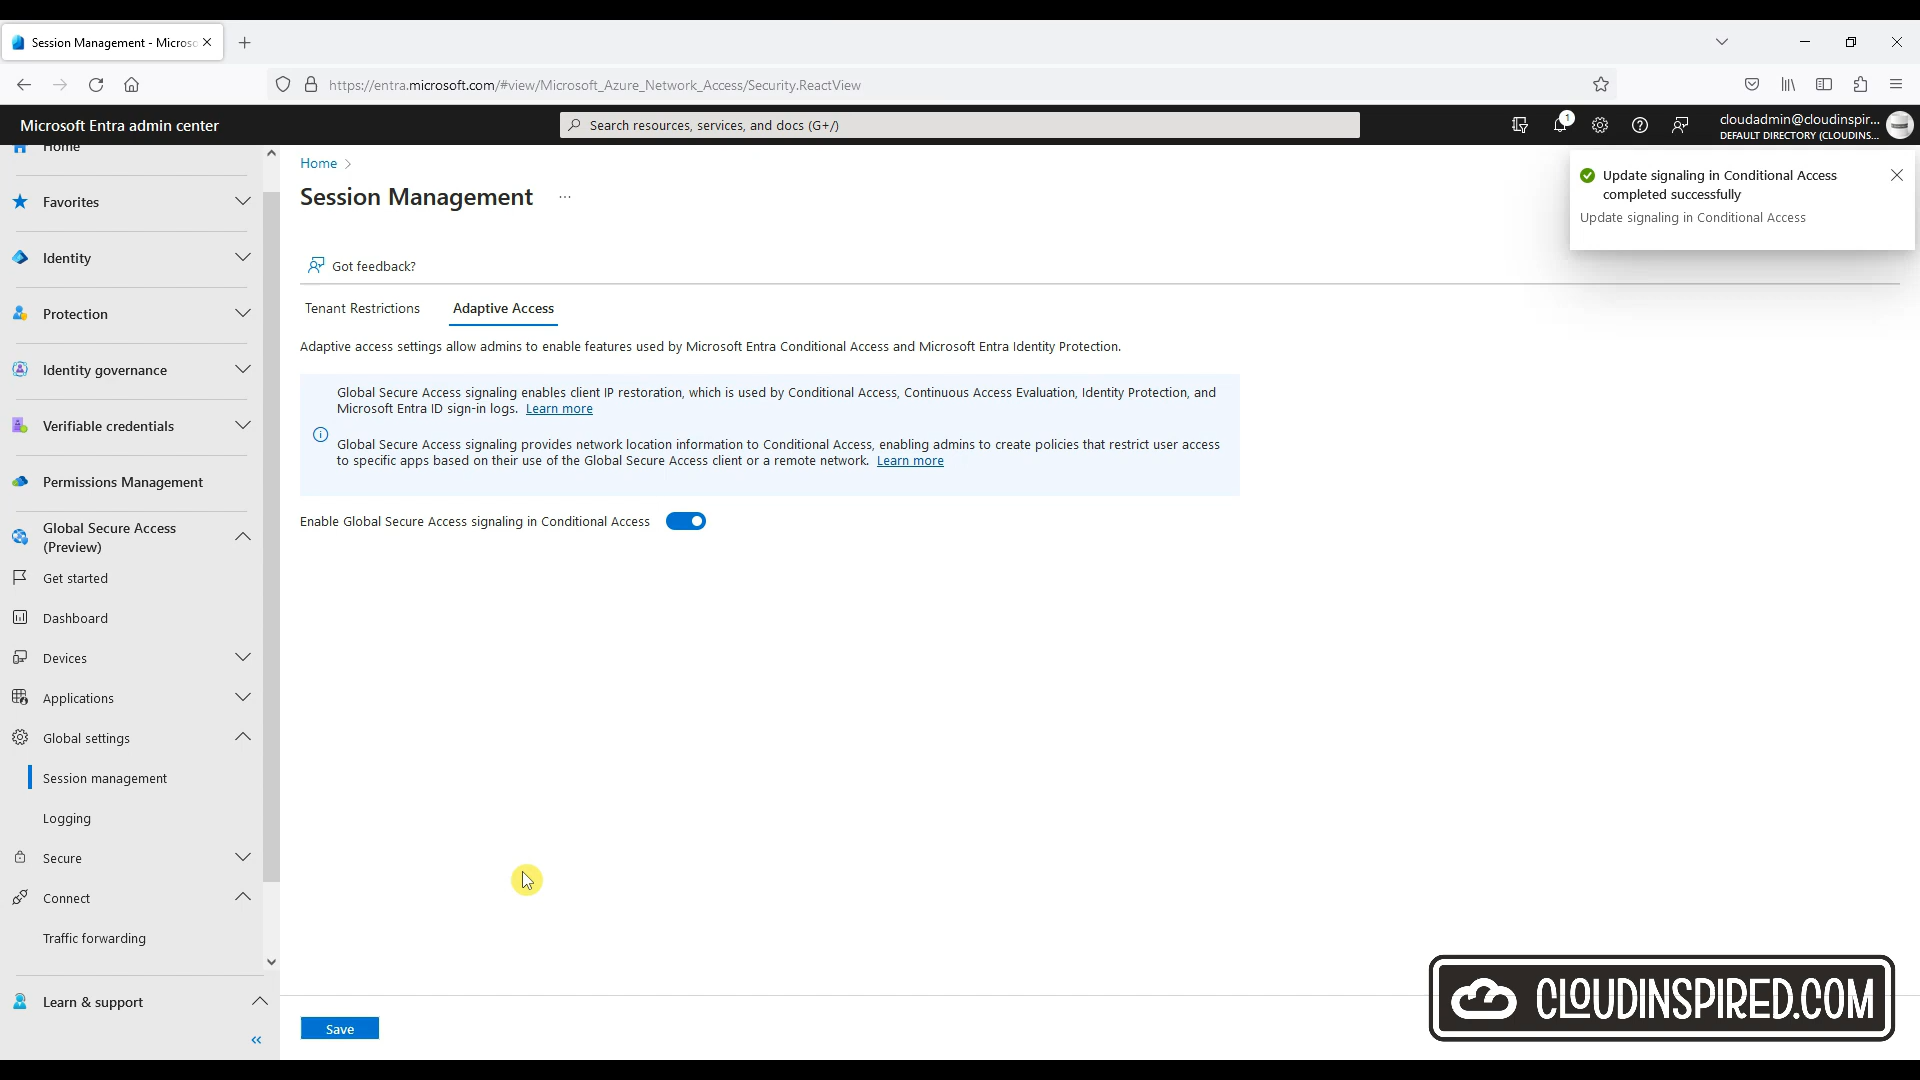 Session Management - Microso
https://entra.microsoft.com/#view/Microsoft_Azure_Network_Access/Security.ReactView
Microsoft Entra admin center
Search resources, services, and docs (G+/)
1
cloudadmin@cloudinspir...
DEFAULT DIRECTORY (CLOUDINS...
Home
Favorites
Identity
Protection
Identity governance
Verifiable credentials
Permissions Management
Global Secure Access
(Preview)
Get started
Dashboard
Devices
Applications
Global settings
Session management
Logging
Secure
Connect
Traffic forwarding
Learn & support
Home
Session Management
...
Got feedback?
Tenant Restrictions
Adaptive Access
Adaptive access settings allow admins to enable features used by Microsoft Entra Conditional Access and Microsoft Entra Identity Protection.
Global Secure Access signaling enables client IP restoration, which is used by Conditional Access, Continuous Access Evaluation, Identity Protection, and
Microsoft Entra ID sign-in logs. Learn more
Global Secure Access signaling provides network location information to Conditional Access, enabling admins to create policies that restrict user access
to specific apps based on their use of the Global Secure Access client or a remote network. Learn more
Enable Global Secure Access signaling in Conditional Access
Save
Update signaling in Conditional Access
completed successfully
Update signaling in Conditional Access
CLOUDINSPIRED.COM